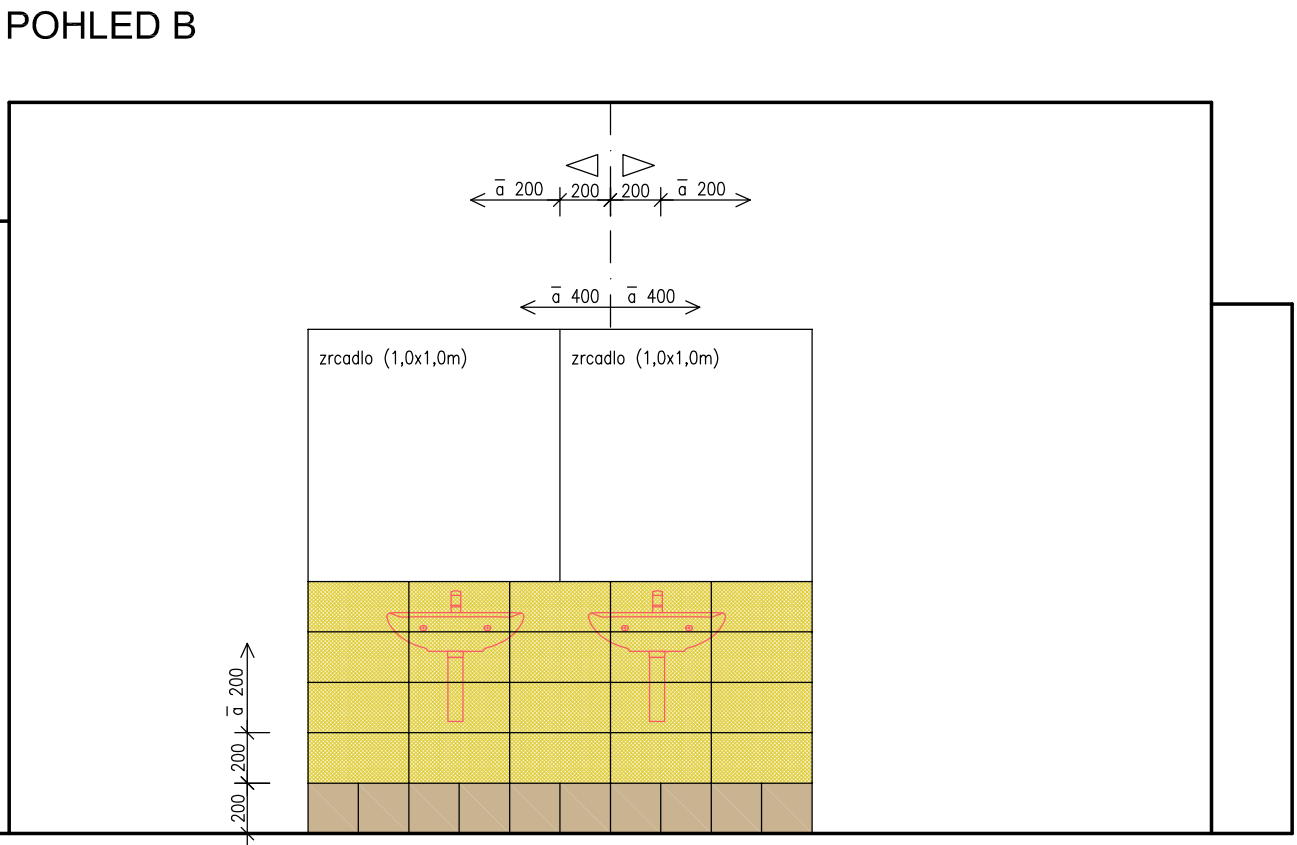 POHLED B
ā 200 200 200 ā 200
ā 400 ā 400
zrcadlo (1,0x1,0m) zrcadlo (1,0x1,0m)
ā 200
200
200